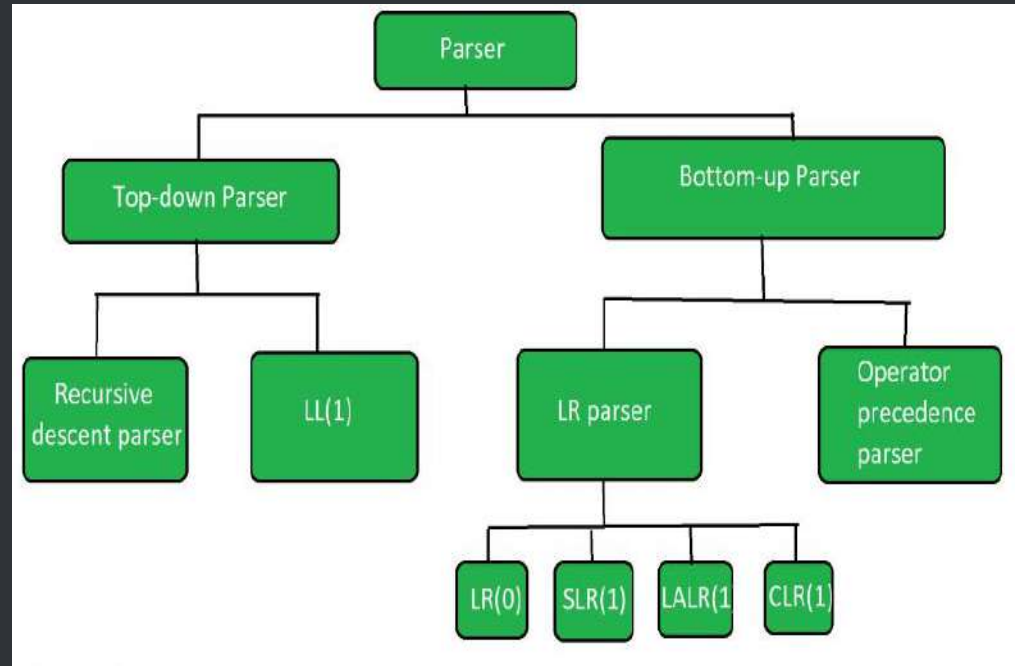 Parser
Top-down Parser
Bottom-up Parser
Recursive
descent parser
LL(1)
LR parser
Operator
precedence
parser
LR(0)
SLR(1)
LALR(1
CLR(1)